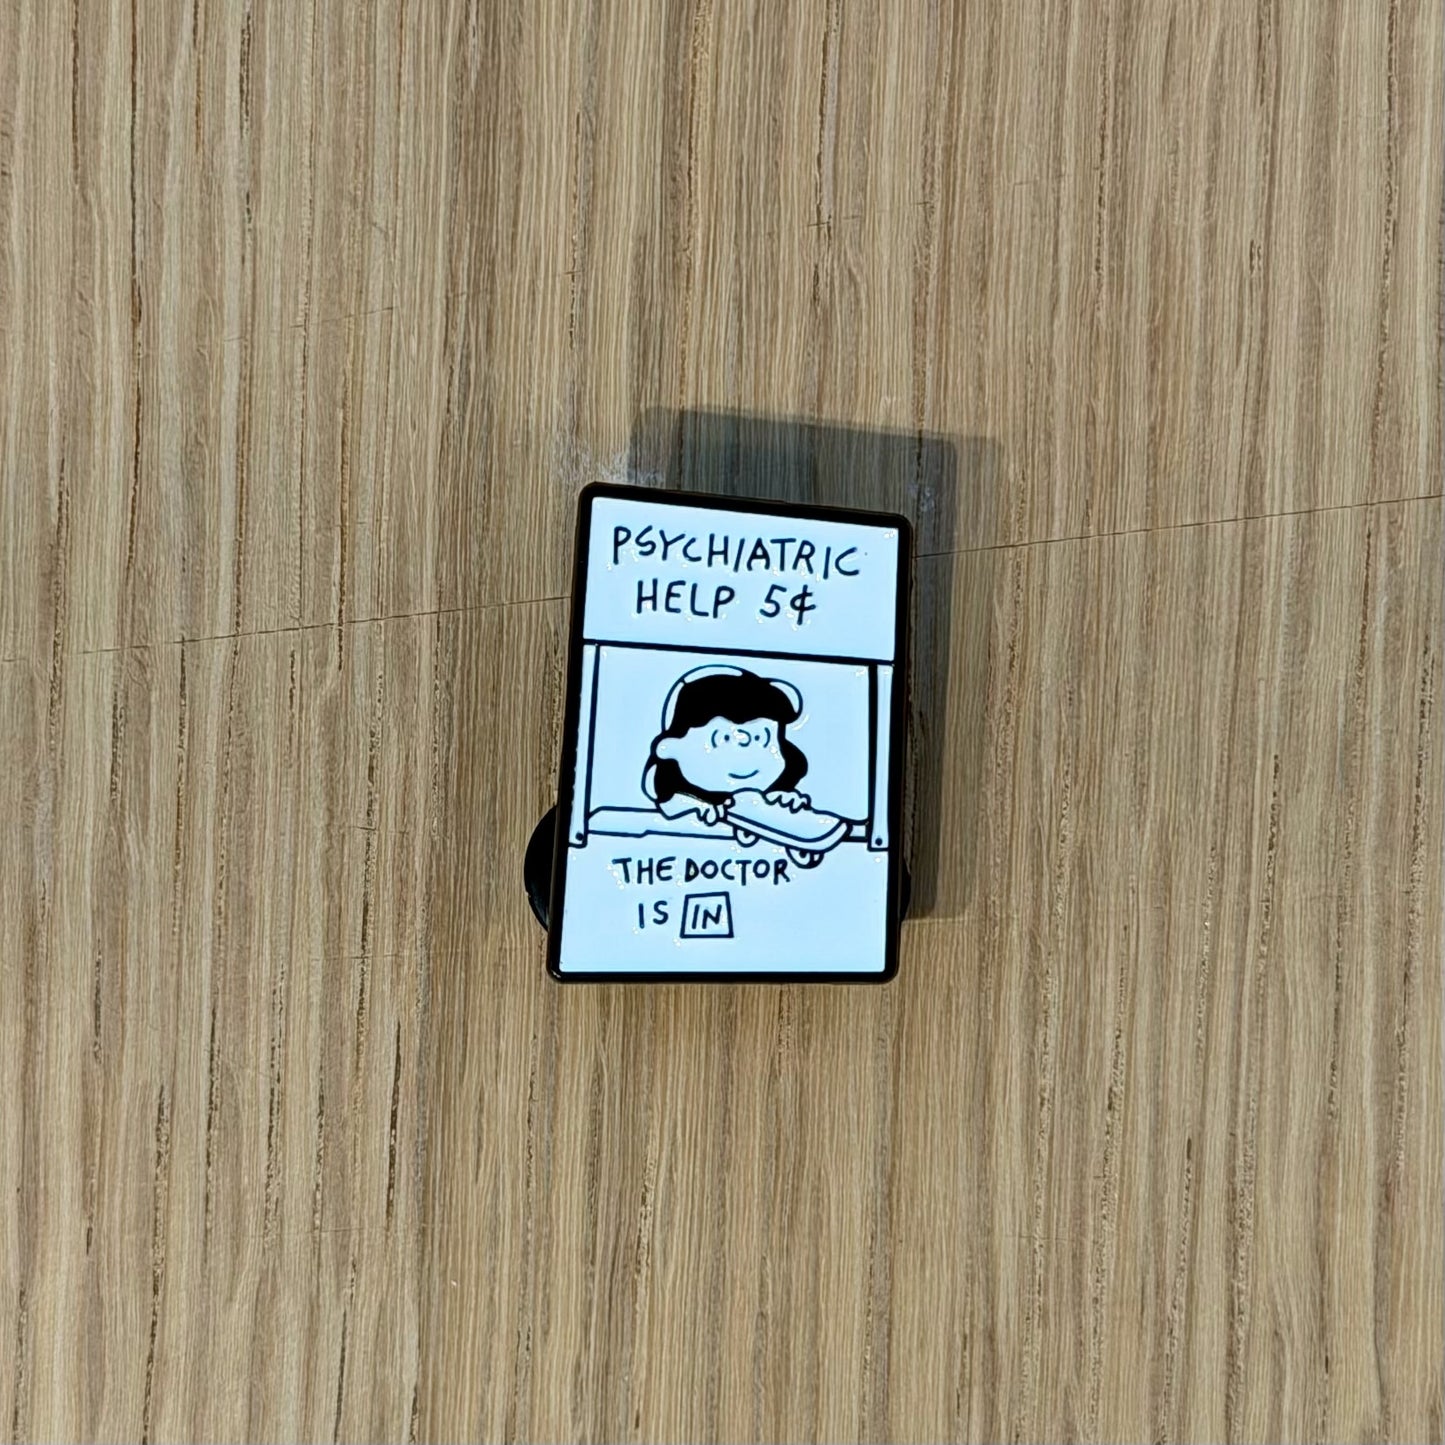 PSYCHIATRIC
HELP 5¢
THE DOCTOR
IS IN